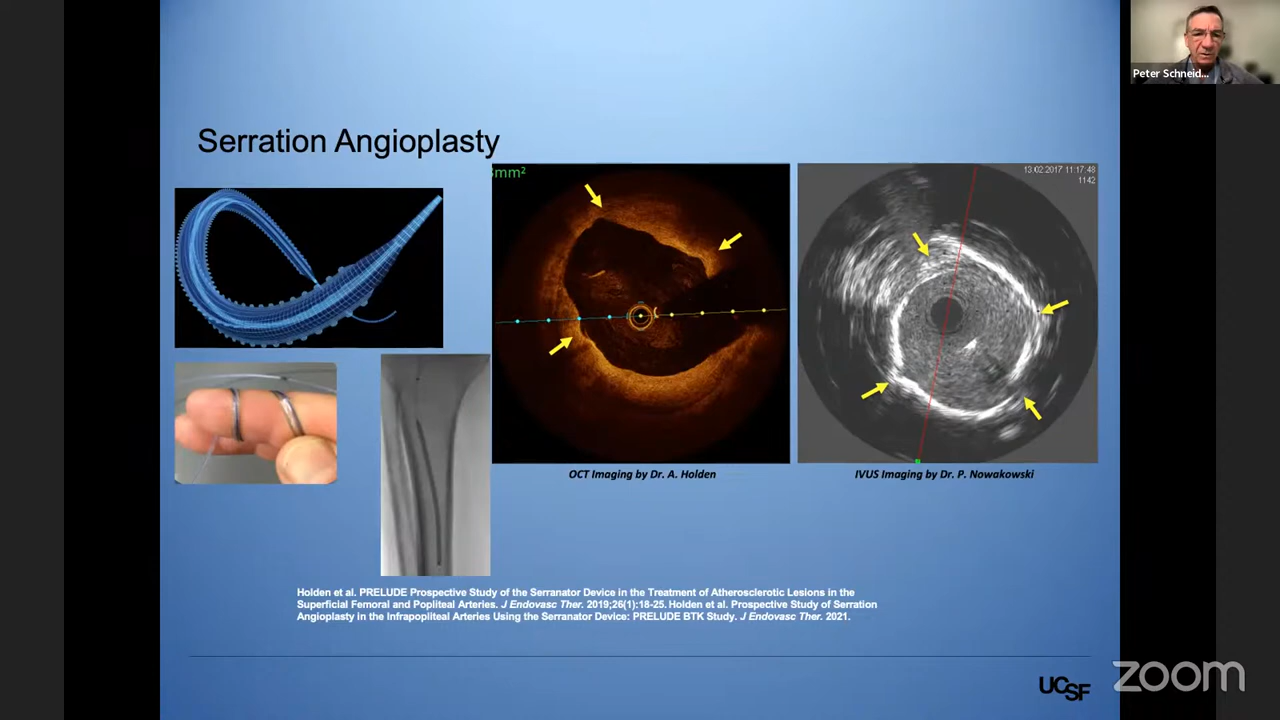 Peter Schneid...
Serration Angioplasty
3mm²
13.02.2017 11:17:48
1142
OCT Imaging by Dr. A. Holden
IVUS Imaging by Dr. P. Nowakowski
Holden et al. PRELUDE Prospective Study of the Serranator Device in the Treatment of Atherosclerotic Lesions in the
Superficial Femoral and Popliteal Arteries. J Endovasc Ther. 2019;26(1):18-25. Holden et al. Prospective Study of Serration
Angioplasty in the Infrapopliteal Arteries Using the Serranator Device: PRELUDE BTK Study. J Endovasc Ther. 2021.
UCSF
zoom